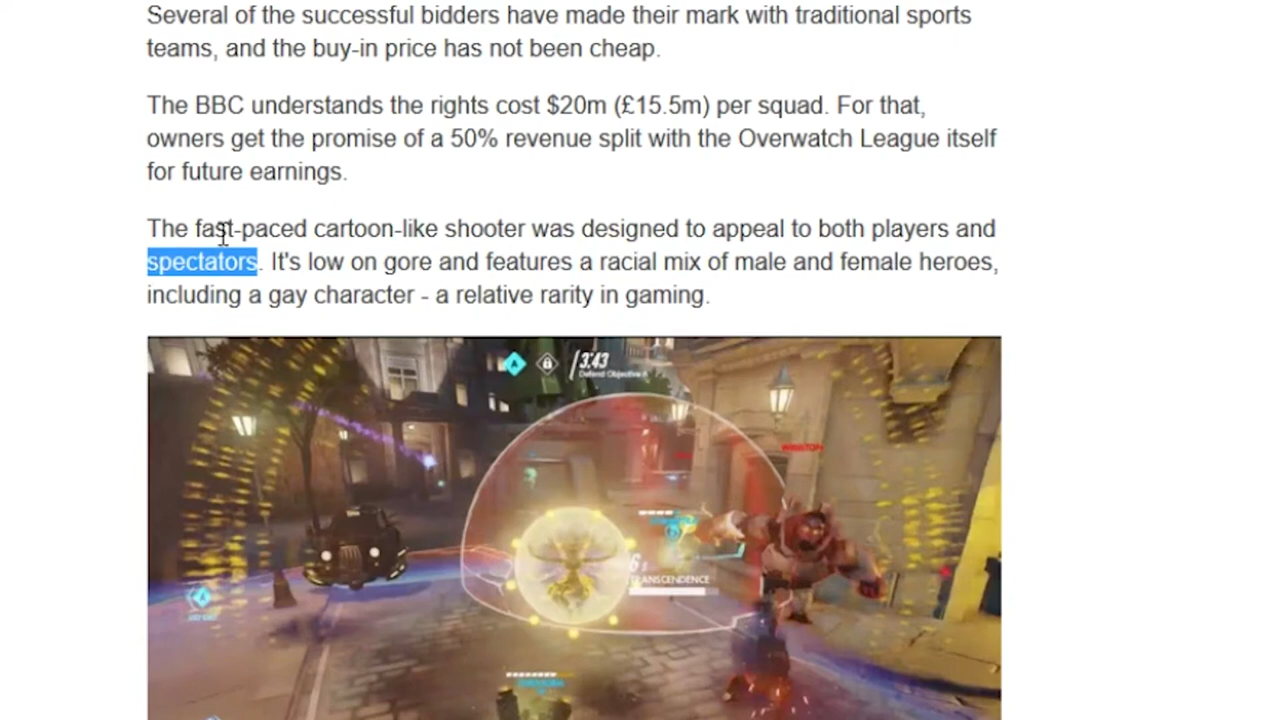 Several of the successful bidders have made their mark with traditional sports
teams, and the buy-in price has not been cheap.
The BBC understands the rights cost $20m (£15.5m) per squad. For that,
owners get the promise of a 50% revenue split with the Overwatch League itself
for future earnings.
The fast-paced cartoon-like shooter was designed to appeal to both players and
spectators. It's low on gore and features a racial mix of male and female heroes,
including a gay character - a relative rarity in gaming.
A
3:43
Defend Objective A
WINSTON
TRANSCENDENCE
A